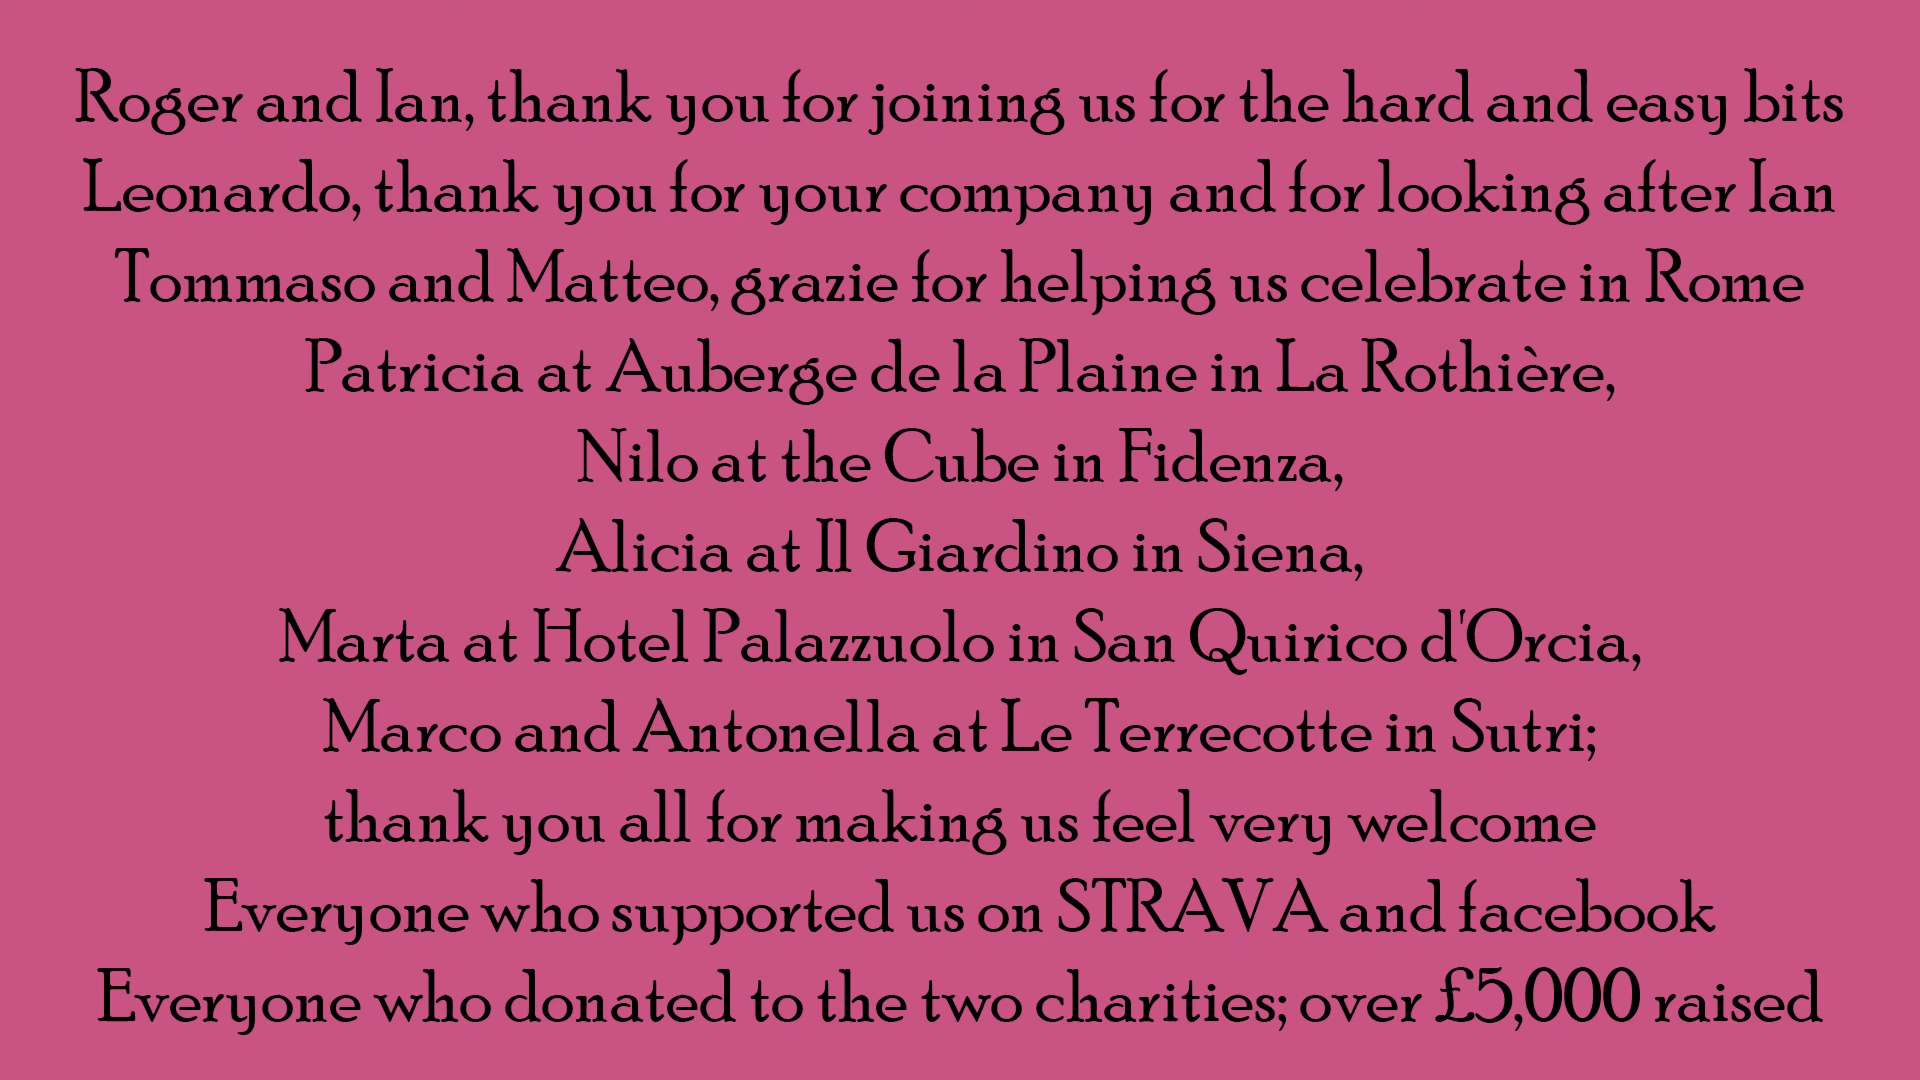 Roger and Ian, thank you for joining us for the hard and easy bits
Leonardo, thank you for your company and for looking after Ian
Tommaso and Matteo, grazie for helping us celebrate in Rome
Patricia at Auberge de la Plaine in La Rothière,
Nilo at the Cube in Fidenza,
Alicia at Il Giardino in Siena,
Marta at Hotel Palazzuolo in San Quirico d'Orcia,
Marco and Antonella at Le Terrecotte in Sutri;
thank you all for making us feel very welcome
Everyone who supported us on STRAVA and facebook
Everyone who donated to the two charities; over £5,000 raised